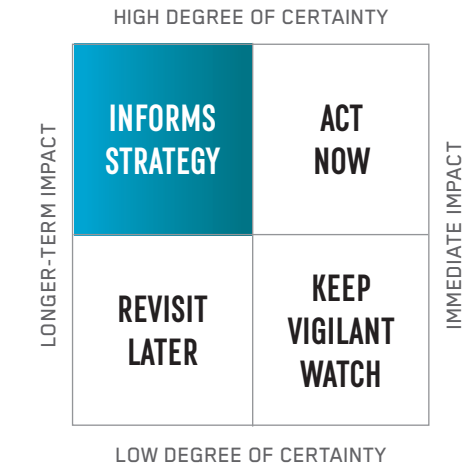 HIGH DEGREE OF CERTAINTY
LONGER-TERM IMPACT
INFORMS
STRATEGY
ACT
NOW
IMMEDIATE IMPACT
REVISIT
LATER
KEEP
VIGILANT
WATCH
LOW DEGREE OF CERTAINTY